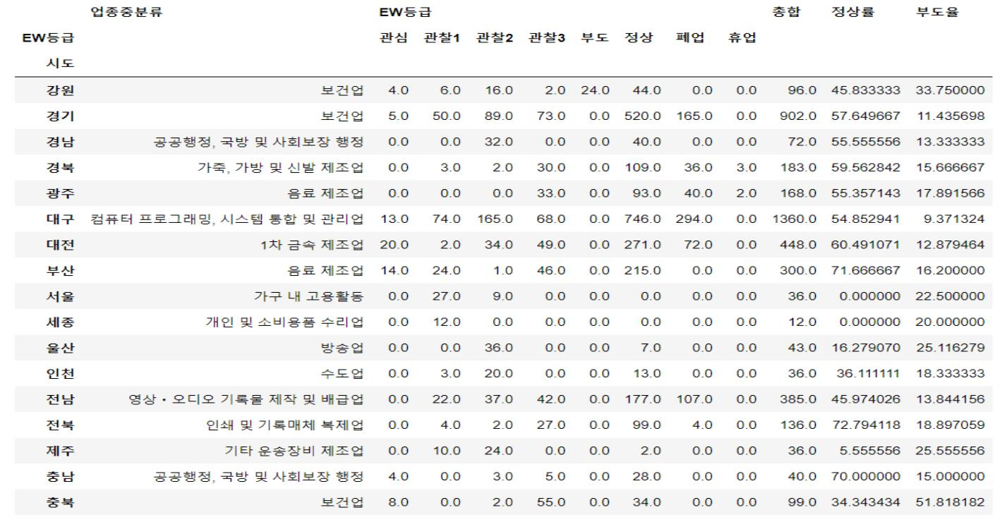 업종중분류 EW등급 총합 정상률 부도율
EW등급 관심 관찰1 관찰2 관찰3 부도 정상 폐업 휴업
시도
강원 보건업 4.0 6.0 16.0 2.0 24.0 44.0 0.0 0.0 96.0 45.833333 33.750000
경기 보건업 5.0 50.0 89.0 73.0 0.0 520.0 165.0 0.0 902.0 57.649667 11.435698
경남 공공행정, 국방 및 사회보장 행정 0.0 0.0 32.0 0.0 0.0 40.0 0.0 0.0 72.0 55.555556 13.333333
경북 가죽, 가방 및 신발 제조업 0.0 3.0 2.0 30.0 0.0 109.0 36.0 3.0 183.0 59.562842 15.666667
광주 음료 제조업 0.0 0.0 0.0 33.0 0.0 93.0 40.0 2.0 168.0 55.357143 17.891566
대구 컴퓨터 프로그래밍, 시스템 통합 및 관리업 13.0 74.0 165.0 68.0 0.0 746.0 294.0 0.0 1360.0 54.852941 9.371324
대전 1차 금속 제조업 20.0 2.0 34.0 49.0 0.0 271.0 72.0 0.0 448.0 60.491071 12.879464
부산 음료 제조업 14.0 24.0 1.0 46.0 0.0 215.0 0.0 0.0 300.0 71.666667 16.200000
서울 가구 내 고용활동 0.0 27.0 9.0 0.0 0.0 0.0 0.0 0.0 36.0 0.000000 22.500000
세종 개인 및 소비용품 수리업 0.0 12.0 0.0 0.0 0.0 0.0 0.0 0.0 12.0 0.000000 20.000000
울산 방송업 0.0 0.0 36.0 0.0 0.0 7.0 0.0 0.0 43.0 16.279070 25.116279
인천 수도업 0.0 3.0 20.0 0.0 0.0 13.0 0.0 0.0 36.0 36.111111 18.333333
전남 영상・오디오 기록물 제작 및 배급업 0.0 22.0 37.0 42.0 0.0 177.0 107.0 0.0 385.0 45.974026 13.844156
전북 인쇄 및 기록매체 복제업 0.0 4.0 2.0 27.0 0.0 99.0 4.0 0.0 136.0 72.794118 18.897059
제주 기타 운송장비 제조업 0.0 10.0 24.0 0.0 0.0 2.0 0.0 0.0 36.0 5.555556 25.555556
충남 공공행정, 국방 및 사회보장 행정 4.0 0.0 3.0 5.0 0.0 28.0 0.0 0.0 40.0 70.000000 15.000000
충북 보건업 8.0 0.0 2.0 55.0 0.0 34.0 0.0 0.0 99.0 34.343434 51.818182